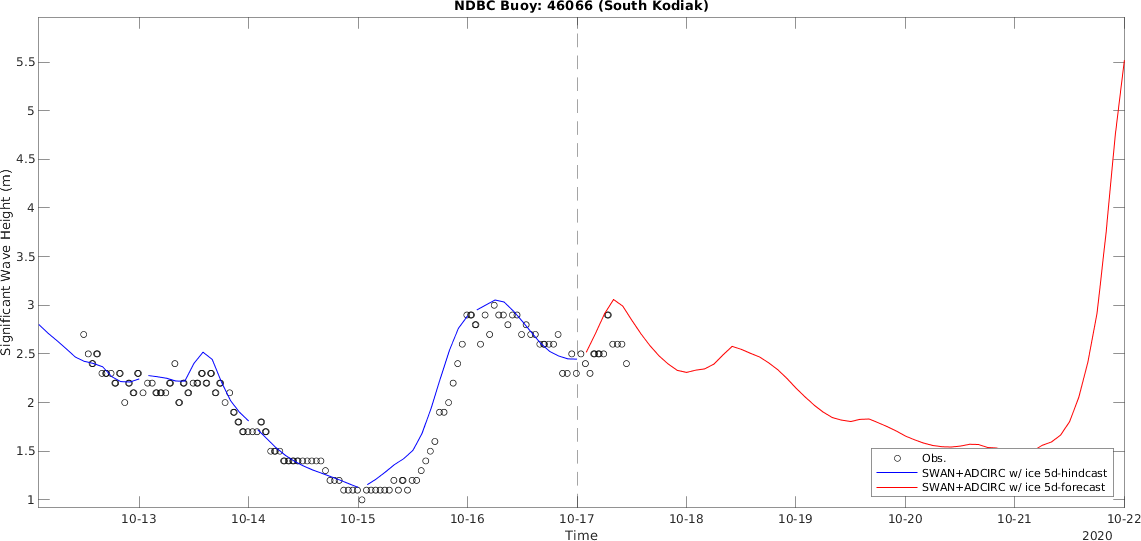 NDBC Buoy: 46066 (South Kodiak)
Significant Wave Height (m)
5.5
5
4.5
4
3.5
3
2.5
2
1.5
1
Obs.
SWAN+ADCIRC w/ ice 5d-hindcast
SWAN+ADCIRC w/ ice 5d-forecast
10-13 10-14 10-15 10-16 10-17 10-18 10-19 10-20 10-21 10-22
Time
2020